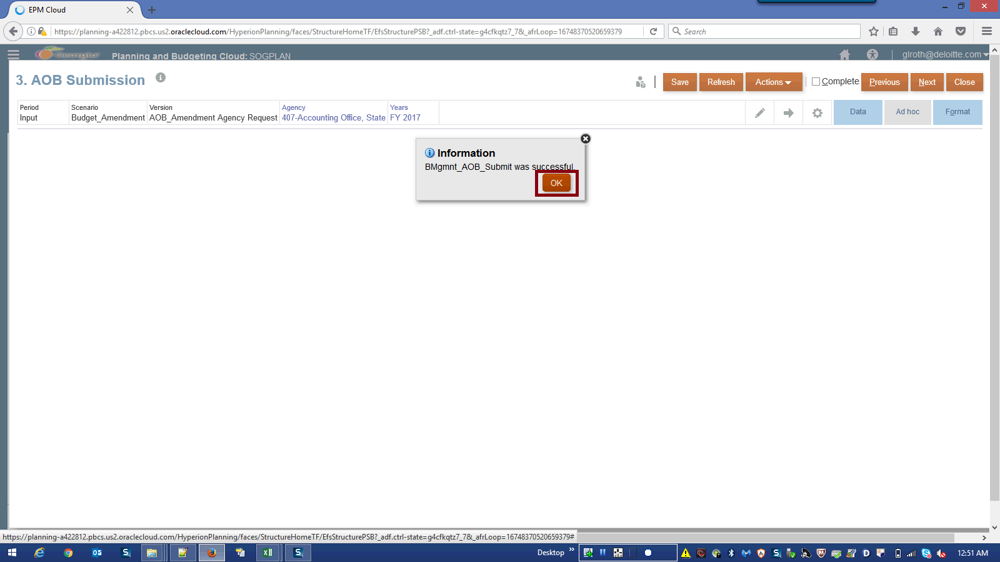 EPM Cloud
https://planning-a422812.pbcs.us2.oraclecloud.com/HyperionPlanning/faces/StructureHomeTF/EfsStructurePSB?_adf.ctrl-state=g4cfkqtz7_7&_afrLoop=16748370520659379
Search
Georgia
Planning and Budgeting Cloud: SOGPLAN
glroth@deloitte.com
3. AOB Submission
Save
Refresh
Actions
Complete
Previous
Next
Close
Period
Input
Scenario
Budget_Amendment
Version
AOB_Amendment Agency Request
Agency
407-Accounting Office, State
Years
FY 2017
Data
Ad hoc
Format
Information
BMgmnt_AOB_Submit was successful.
OK
https://planning-a422812.pbcs.us2.oraclecloud.com/HyperionPlanning/faces/StructureHomeTF/EfsStructurePSB?_adf.ctrl-state=g4cfkqtz7_7&_afrLoop=16748370520659379#
Desktop
12:51 AM